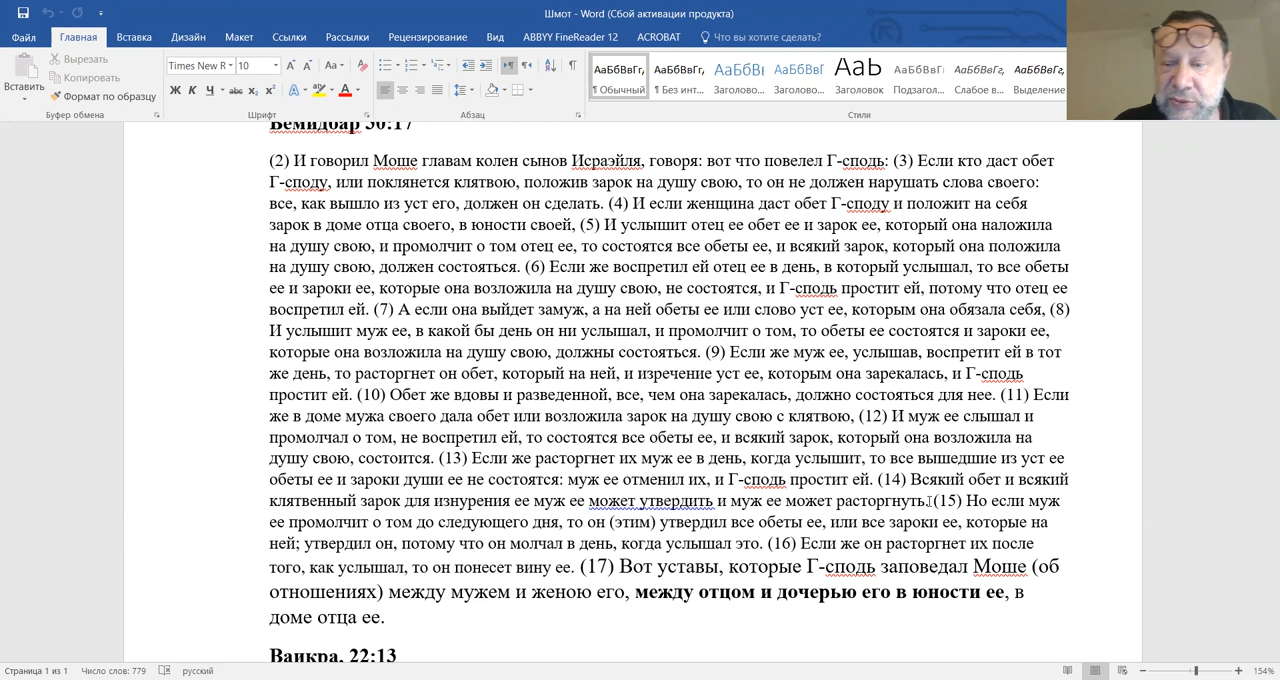 Шмот - Word (Сбой активации продукта)
Файл Главная Вставка Дизайн Макет Ссылки Рассылки Рецензирование Вид ABBYY FineReader 12 ACROBAT Что вы хотите сделать?
Вставить
Вырезать
Копировать
Формат по образцу
Буфер обмена
Times New R 10
Ж К Ч abc x₂ x²
Шрифт
Абзац
АаБбВвГг, АаБбВвГг, АаБбВı АаБбВвГ АаЬ АаБбВвГг АаБбВвГг, АаБбВвГг,
¶ Обычный ¶ Без инт... Заголово... Заголово... Заголовок Подзагол... Слабое в... Выделение
Стили
Бемидбар 30:17
(2) И говорил Моше главам колен сынов Исраэйля, говоря: вот что повелел Г-сподь: (3) Если кто даст обет
Г-споду, или поклянется клятвою, положив зарок на душу свою, то он не должен нарушать слова своего:
все, как вышло из уст его, должен он сделать. (4) И если женщина даст обет Г-споду и положит на себя
зарок в доме отца своего, в юности своей, (5) И услышит отец ее обет ее и зарок ее, который она наложила
на душу свою, и промолчит о том отец ее, то состоятся все обеты ее, и всякий зарок, который она положила
на душу свою, должен состояться. (6) Если же воспретил ей отец ее в день, в который услышал, то все обеты
ее и зароки ее, которые она возложила на душу свою, не состоятся, и Г-сподь простит ей, потому что отец ее
воспретил ей. (7) А если она выйдет замуж, а на ней обеты ее или слово уст ее, которым она обязала себя, (8)
И услышит муж ее, в какой бы день он ни услышал, и промолчит о том, то обеты ее состоятся и зароки ее,
которые она возложила на душу свою, должны состояться. (9) Если же муж ее, услышав, воспретит ей в тот
же день, то расторгнет он обет, который на ней, и изречение уст ее, которым она зарекалась, и Г-сподь
простит ей. (10) Обет же вдовы и разведенной, все, чем она зарекалась, должно состояться для нее. (11) Если
же в доме мужа своего дала обет или возложила зарок на душу свою с клятвою, (12) И муж ее слышал и
промолчал о том, не воспретил ей, то состоятся все обеты ее, и всякий зарок, который она возложила на
душу свою, состоится. (13) Если же расторгнет их муж ее в день, когда услышит, то все вышедшие из уст ее
обеты ее и зароки души ее не состоятся: муж ее отменил их, и Г-сподь простит ей. (14) Всякий обет и всякий
клятвенный зарок для изнурения ее муж ее может утвердить и муж ее может расторгнуть. (15) Но если муж
ее промолчит о том до следующего дня, то он (этим) утвердил все обеты ее, или все зароки ее, которые на
ней; утвердил он, потому что он молчал в день, когда услышал это. (16) Если же он расторгнет их после
того, как услышал, то он понесет вину ее. (17) Вот уставы, которые Г-сподь заповедал Моше (об
отношениях) между мужем и женою его, между отцом и дочерью его в юности ее, в
доме отца ее.
Ваикра, 22:13
Страница 1 из 1 Число слов: 779 русский 154%